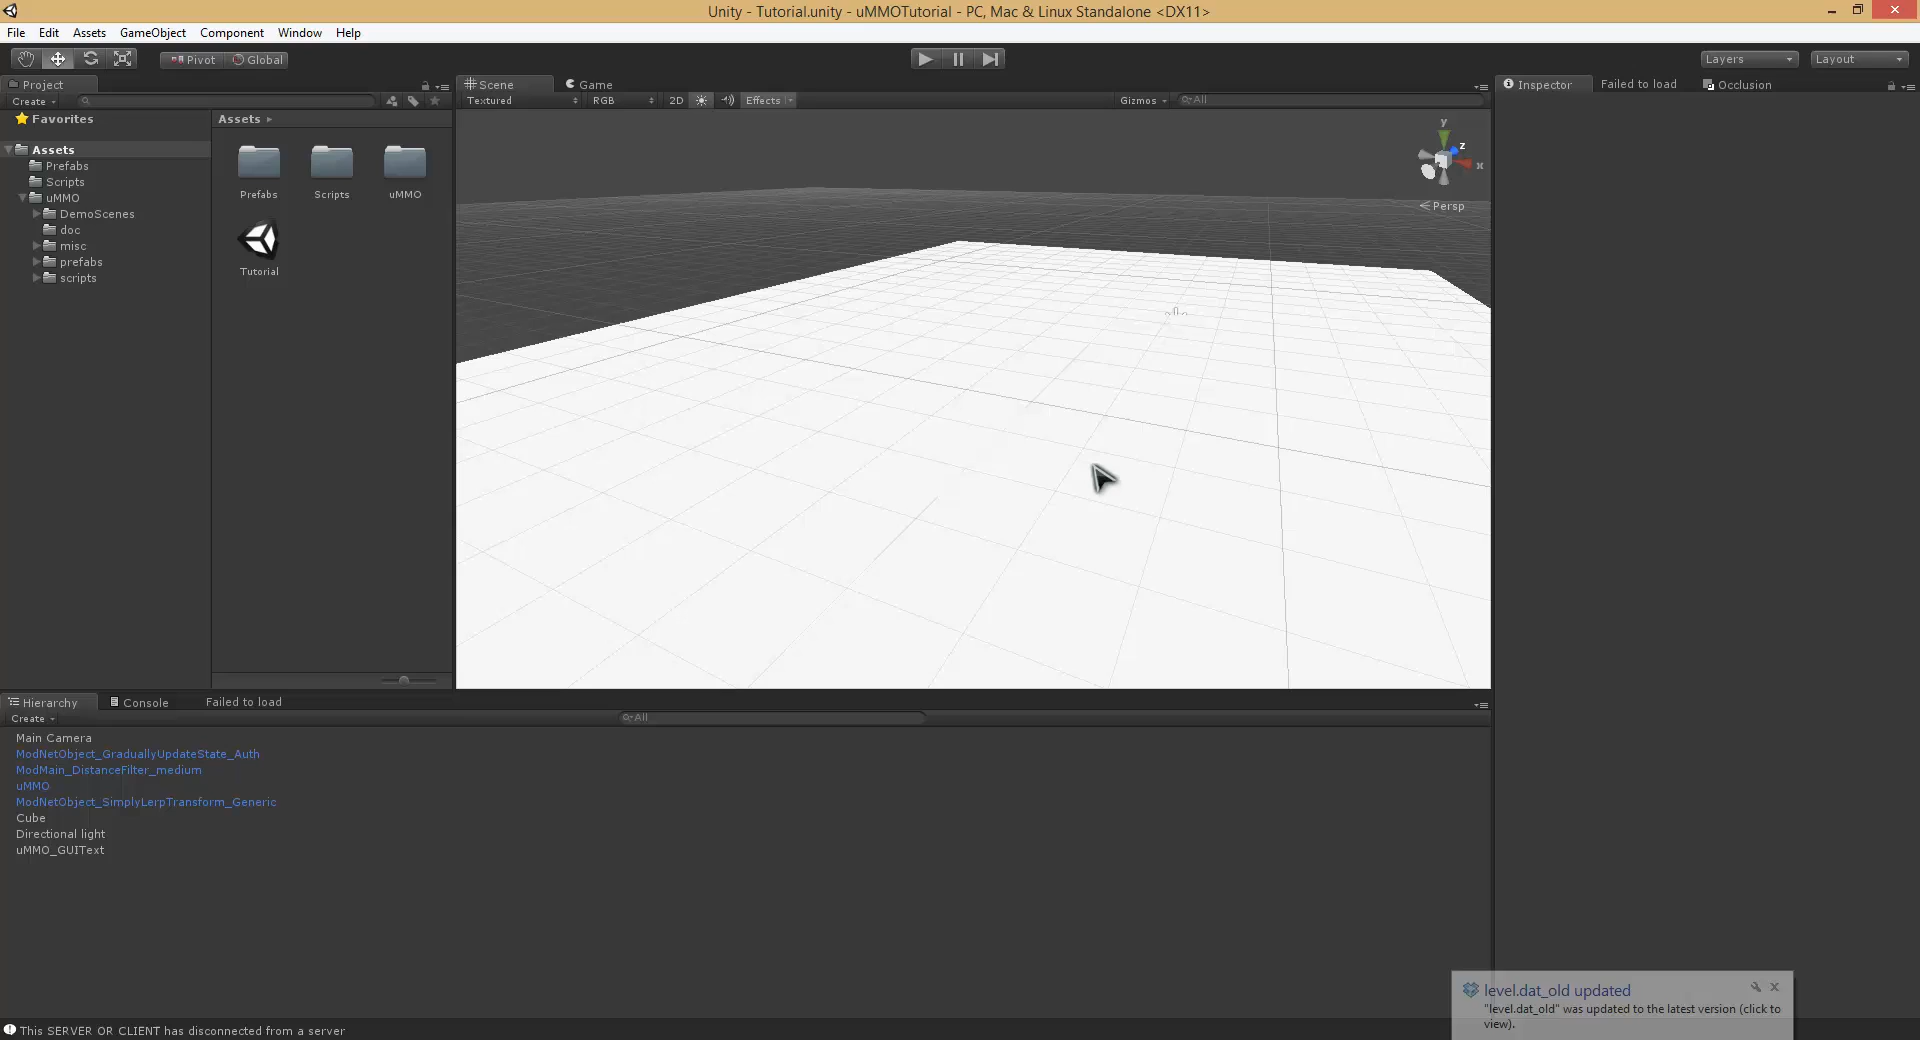 Unity - Tutorial.unity - uMMOTutorial - PC, Mac & Linux Standalone <DX11>
File Edit Assets GameObject Component Window Help
Pivot Global
Layers Layout
Project
Create
Favorites
Assets
Prefabs
Scripts
uMMO
DemoScenes
doc
misc
prefabs
scripts
Assets
Prefabs Scripts uMMO
Tutorial
Scene Game
Textured RGB 2D Effects Gizmos All
y
z
x
Persp
Inspector Failed to load Occlusion
Hierarchy Console Failed to load
Create All
Main Camera
ModNetObject_GraduallyUpdateState_Auth
ModMain_DistanceFilter_medium
uMMO
ModNetObject_SimplyLerpTransform_Generic
Cube
Directional light
uMMO_GUIText
level.dat_old updated
"level.dat_old" was updated to the latest version (click to
view).
This SERVER OR CLIENT has disconnected from a server